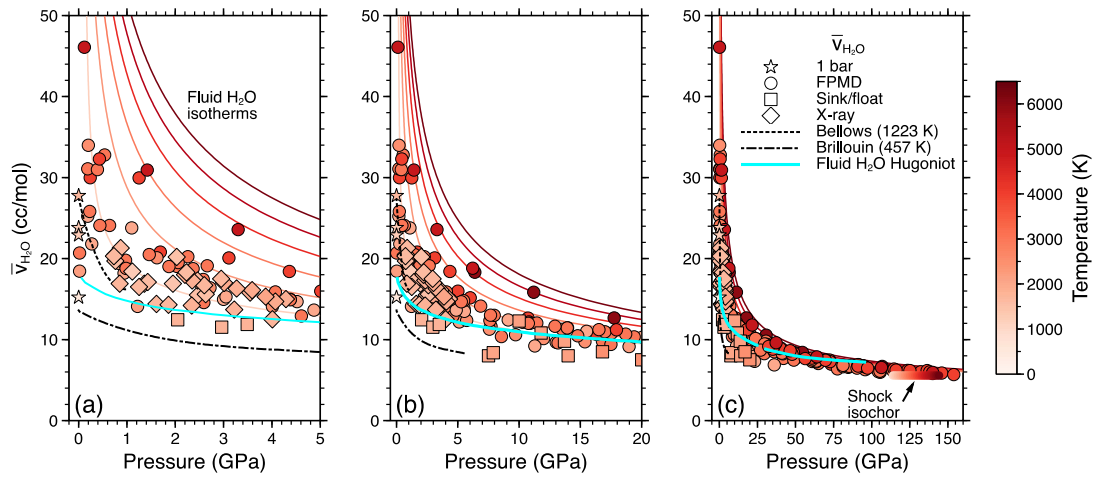 50
40
30
20
10
0
V̅H₂O (cc/mol)
Fluid H₂O
isotherms
(a)
0 1 2 3 4 5
Pressure (GPa)
50
40
30
20
10
0
(b)
0 5 10 15 20
Pressure (GPa)
50
40
30
20
10
0
V̅H₂O
1 bar
FPMD
Sink/float
X-ray
Bellows (1223 K)
Brillouin (457 K)
Fluid H₂O Hugoniot
Shock
isochor
(c)
0 25 50 75 100 125 150
Pressure (GPa)
6000
5000
4000
3000
2000
1000
0
Temperature (K)